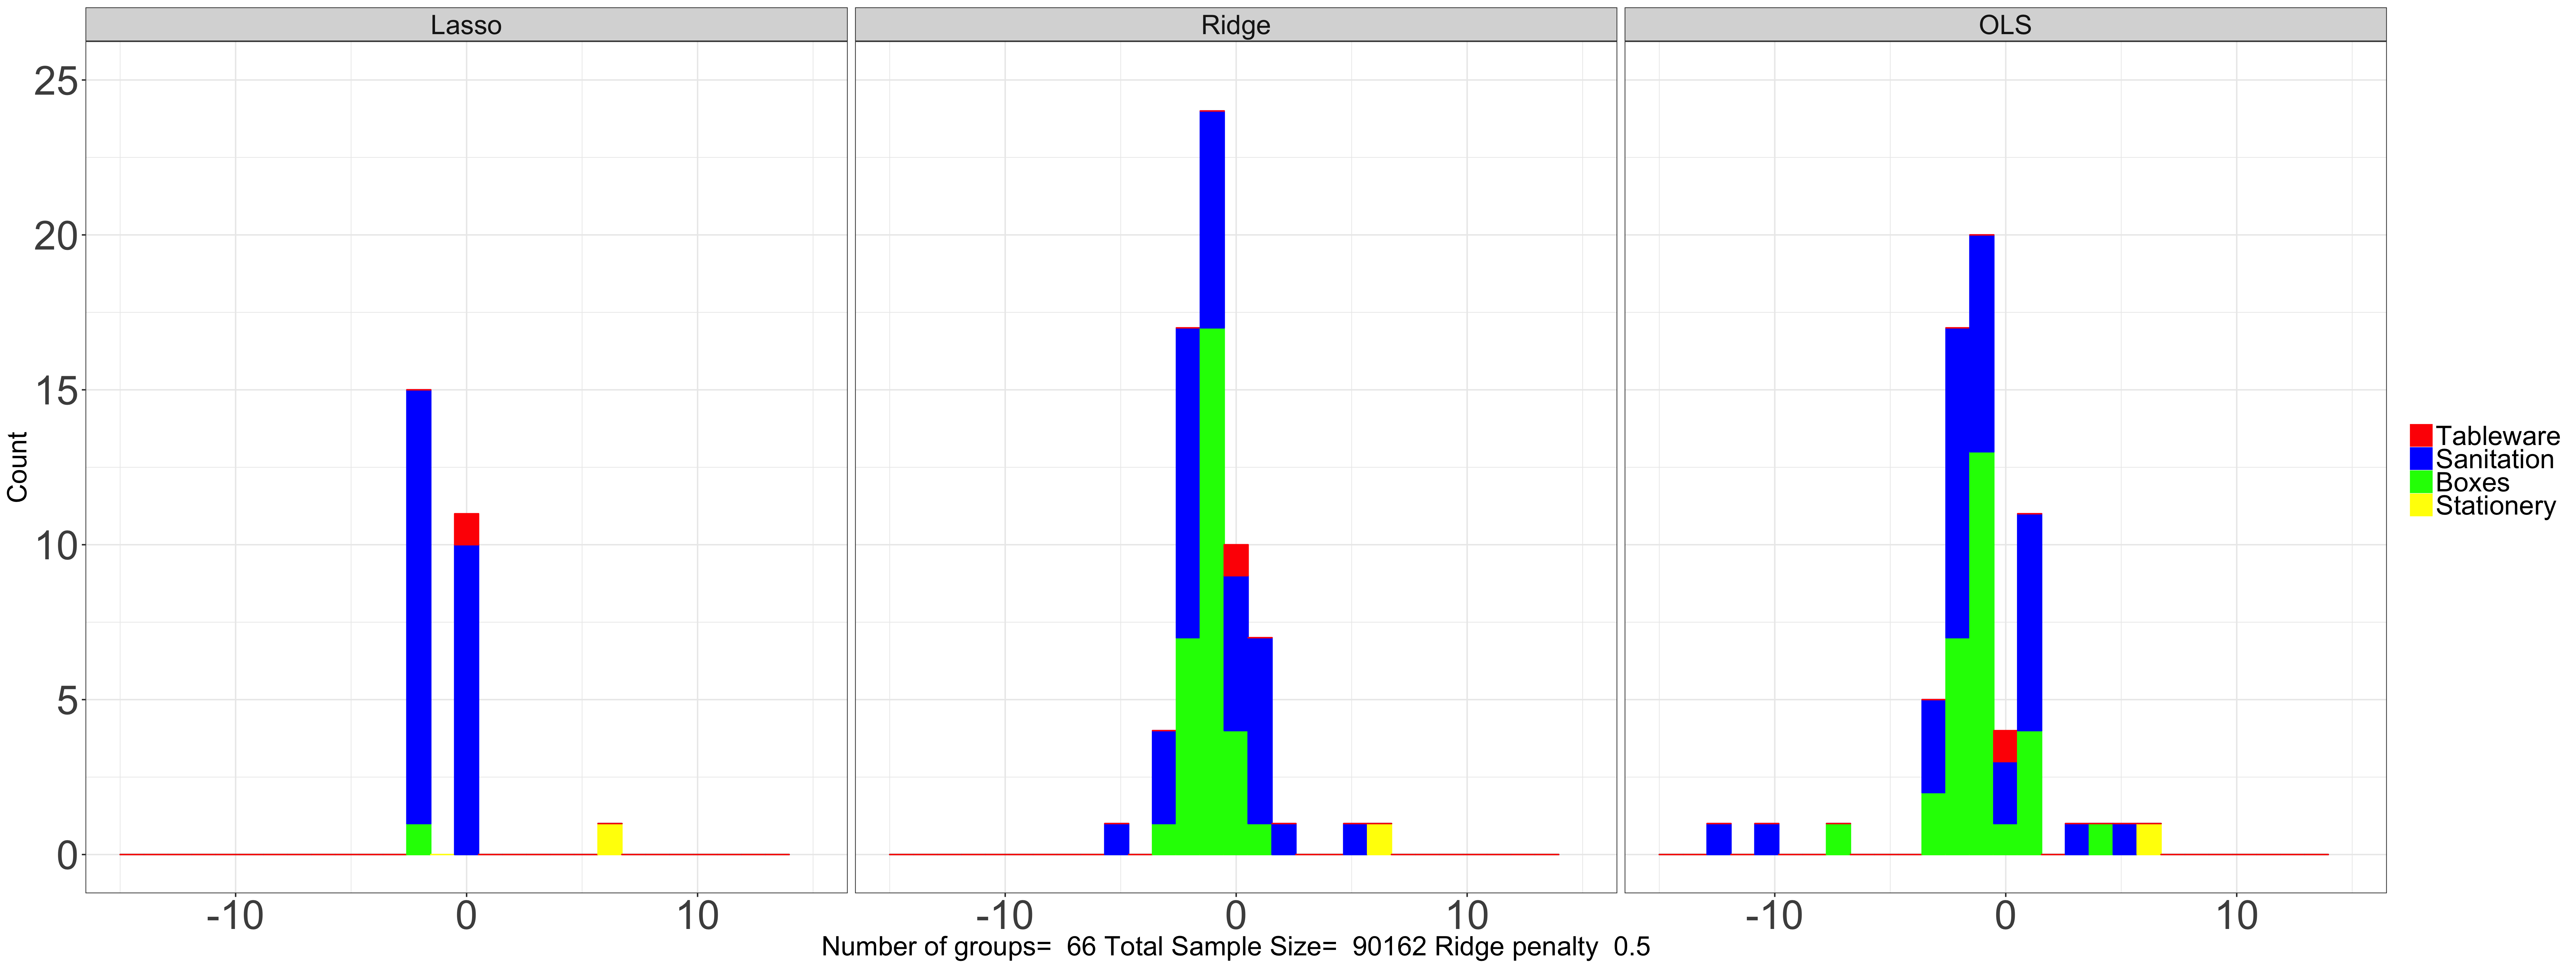 Lasso
Ridge
OLS
25
20
15
10
5
0
Count
-10 0 10
-10 0 10
-10 0 10
Number of groups=  66 Total Sample Size=  90162 Ridge penalty  0.5
Tableware
Sanitation
Boxes
Stationery